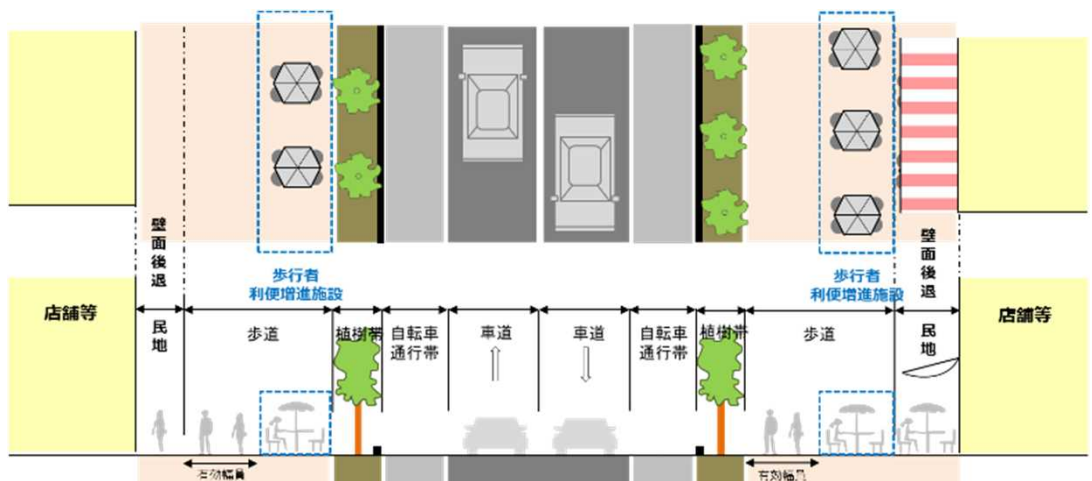 壁面後退
歩行者
利便増進施設
歩行者
利便増進施設
壁面後退
店舗等
民地
歩道
植樹帯
自転車
通行帯
車道
車道
自転車
通行帯
植樹帯
歩道
民地
店舗等
有効幅員
有効幅員